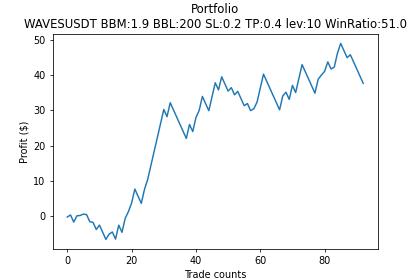 Portfolio
WAVESUSDT BBM:1.9 BBL:200 SL:0.2 TP:0.4 lev:10 WinRatio:51.0
50
40
30
20
10
0
Profit ($)
0 20 40 60 80
Trade counts